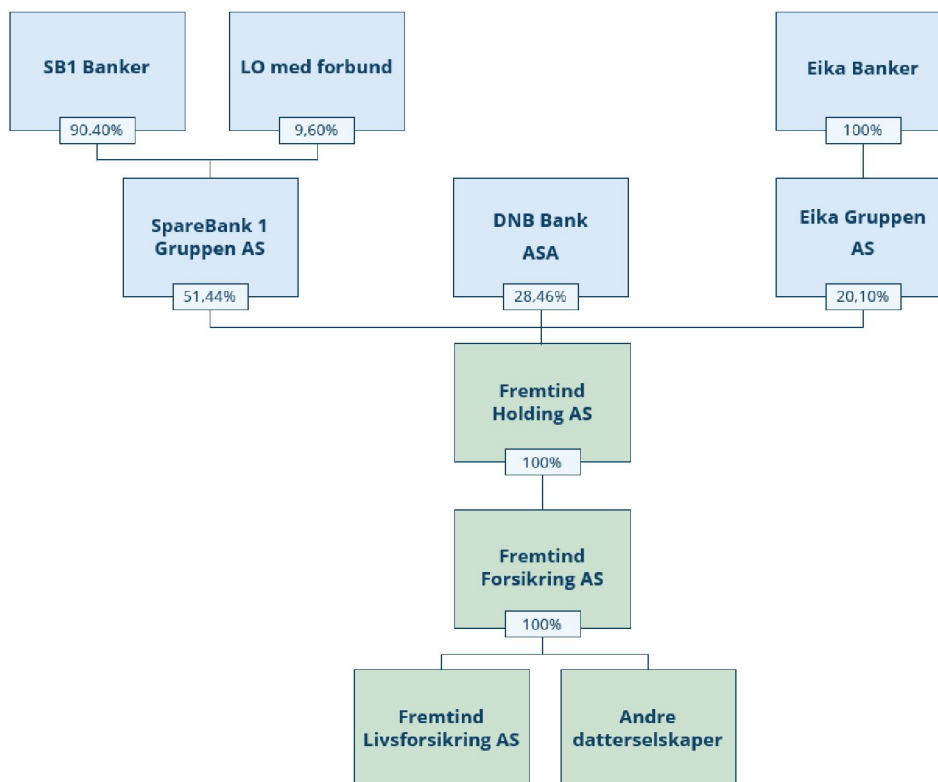 SB1 Banker
LO med forbund
Eika Banker
90.40%
9,60%
100%
SpareBank 1
Gruppen AS
DNB Bank
ASA
Eika Gruppen
AS
51,44%
28,46%
20,10%
Fremtind
Holding AS
100%
Fremtind
Forsikring AS
100%
Fremtind
Livsforsikring AS
Andre
datterselskaper